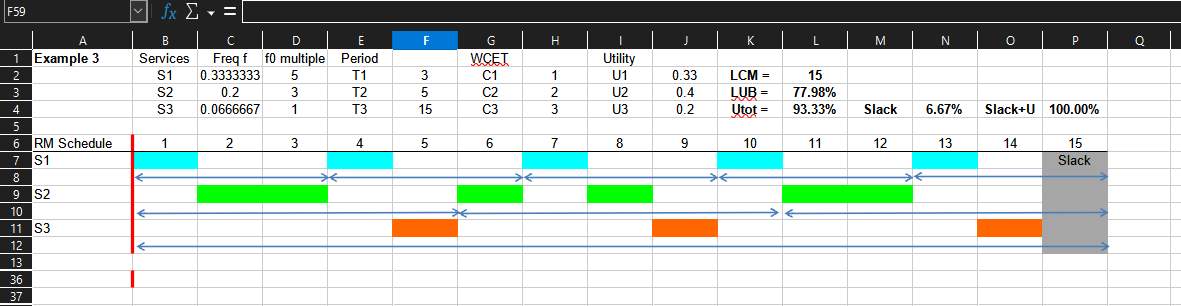 F59 fx Σ =
A B C D E F G H I J K L M N O P Q
1 Example 3 Services Freq f f0 multiple Period WCET Utility
2 S1 0.3333333 5 T1 3 C1 1 U1 0.33 LCM = 15
3 S2 0.2 3 T2 5 C2 2 U2 0.4 LUB = 77.98%
4 S3 0.0666667 1 T3 15 C3 3 U3 0.2 Utot = 93.33% Slack 6.67% Slack+U 100.00%
5
6 RM Schedule 1 2 3 4 5 6 7 8 9 10 11 12 13 14 15
7 S1 Slack
8
9 S2
10
11 S3
12
13
36
37